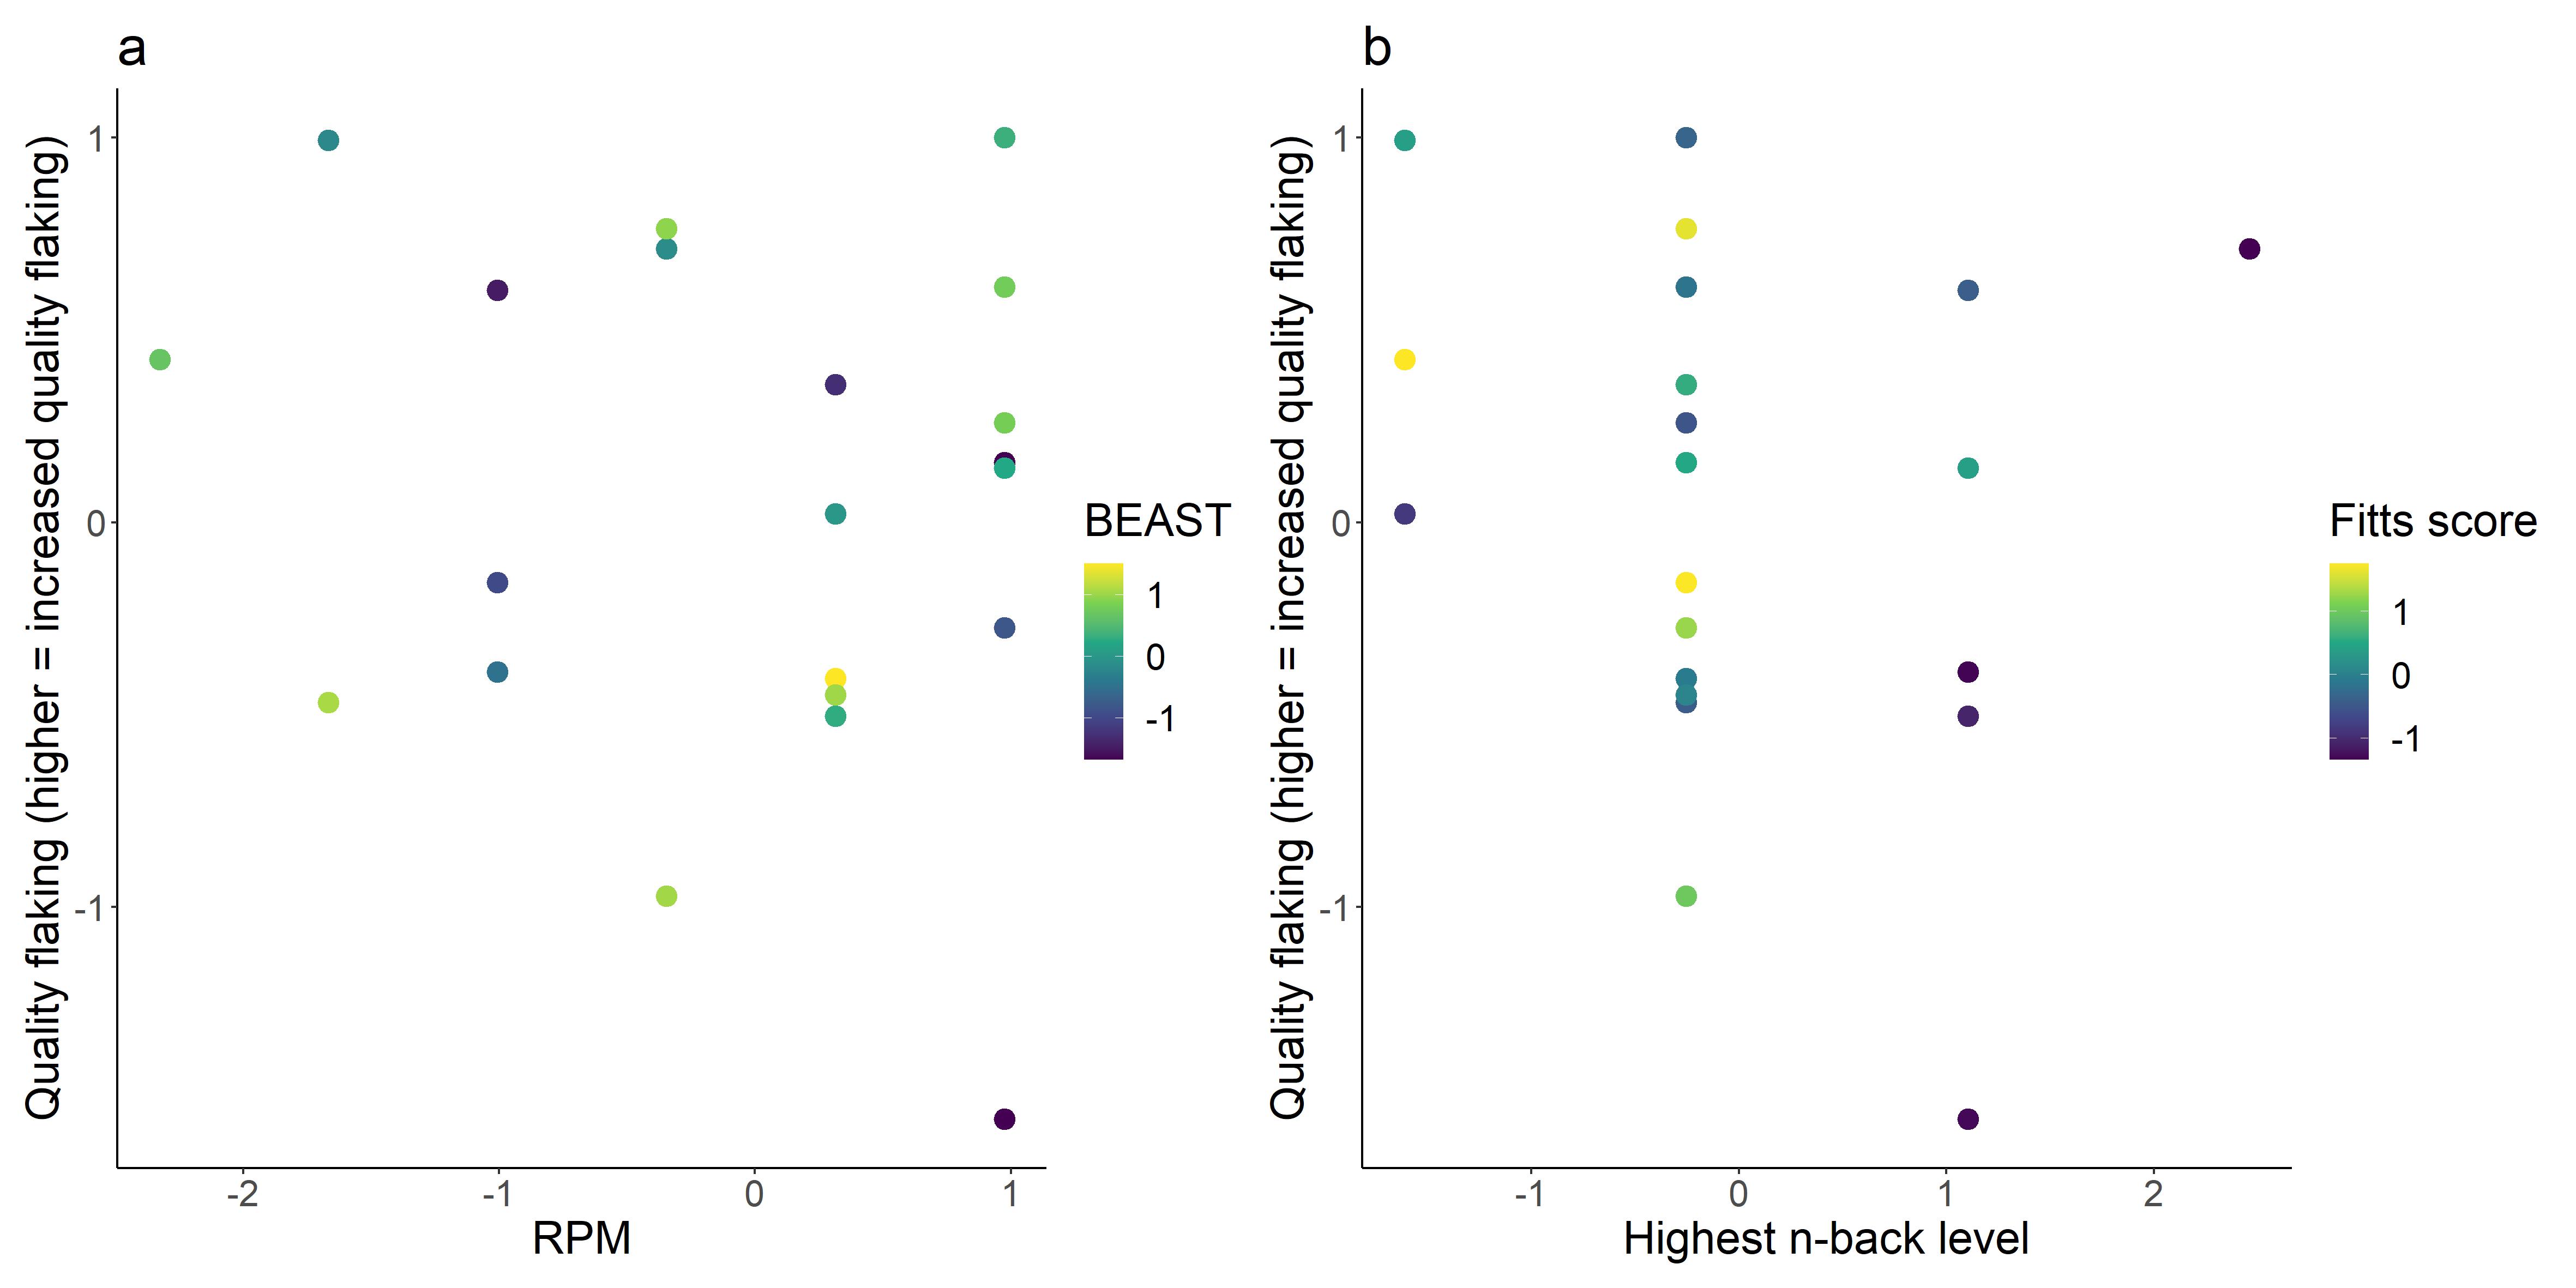 a
Quality flaking (higher = increased quality flaking)
1
0
-1
-2
-1
0
1
RPM
BEAST
1
0
-1
b
Quality flaking (higher = increased quality flaking)
1
0
-1
-1
0
1
2
Highest n-back level
Fitts score
1
0
-1